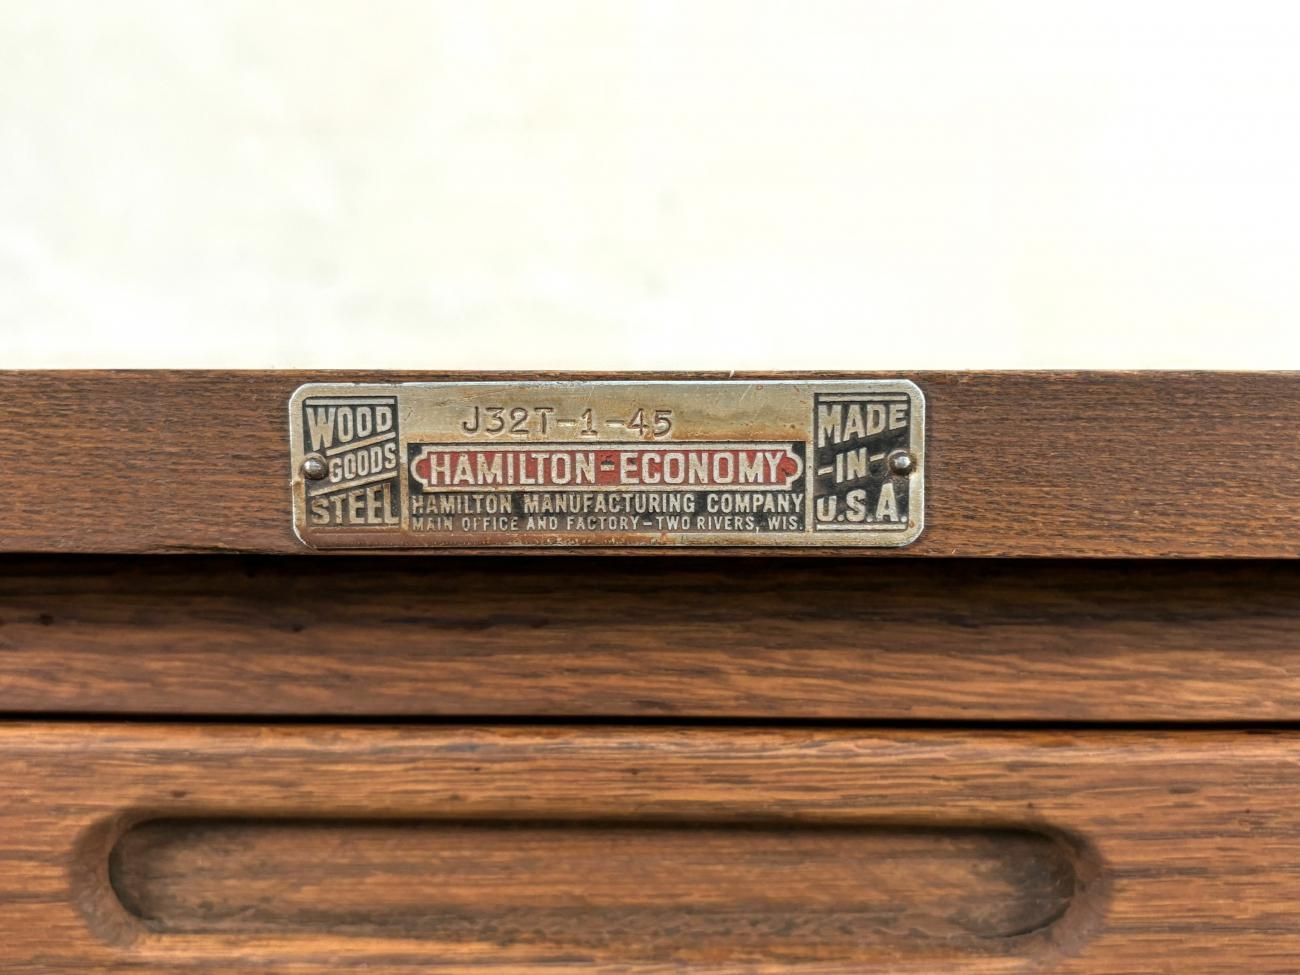 WOOD
GOODS
STEEL
J32T-1-45
HAMILTON-ECONOMY
HAMILTON MANUFACTURING COMPANY
MAIN OFFICE AND FACTORY-TWO RIVERS, WIS.
MADE
-IN-
U.S.A.